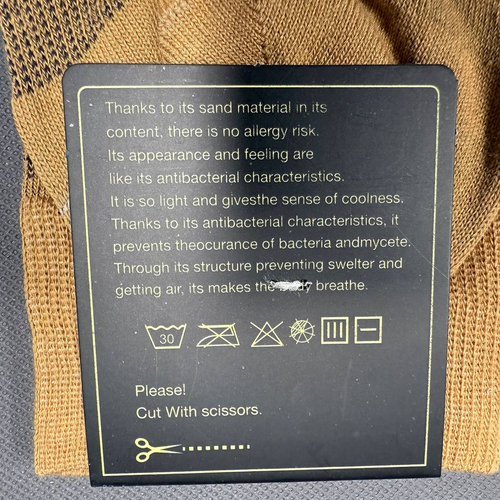 Thanks to its sand material in its
content, there is no allergy risk.
Its appearance and feeling are
like its antibacterial characteristics.
It is so light and givesthe sense of coolness.
Thanks to its antibacterial characteristics, it
prevents theocurance of bacteria andmycete.
Through its structure preventing swelter and
getting air, its makes the breathe.
30
Please!
Cut With scissors.